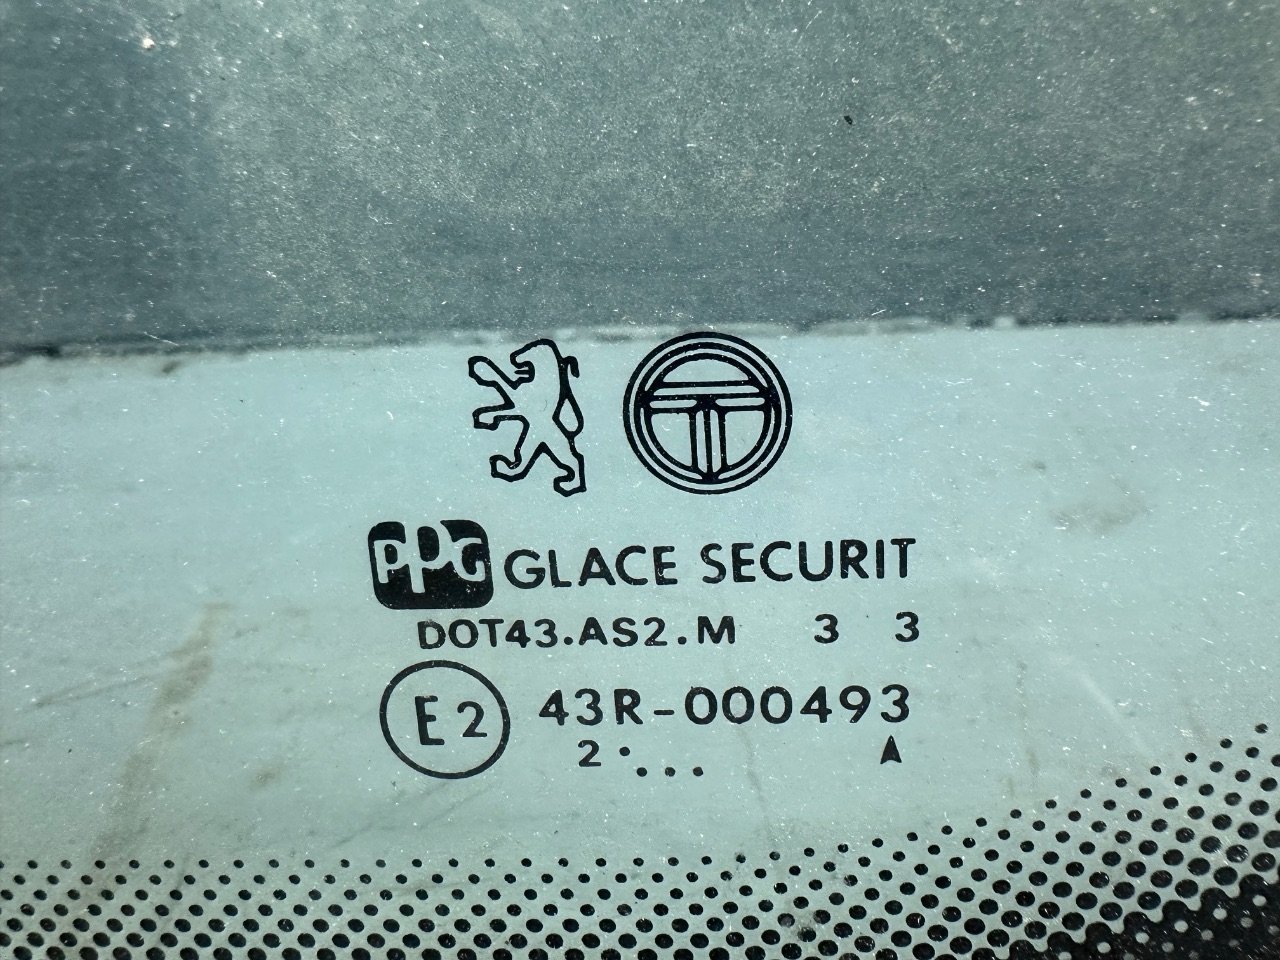 PPG GLACE SECURIT
DOT43.AS2.M 3 3
E2 43R-000493
2 •... A